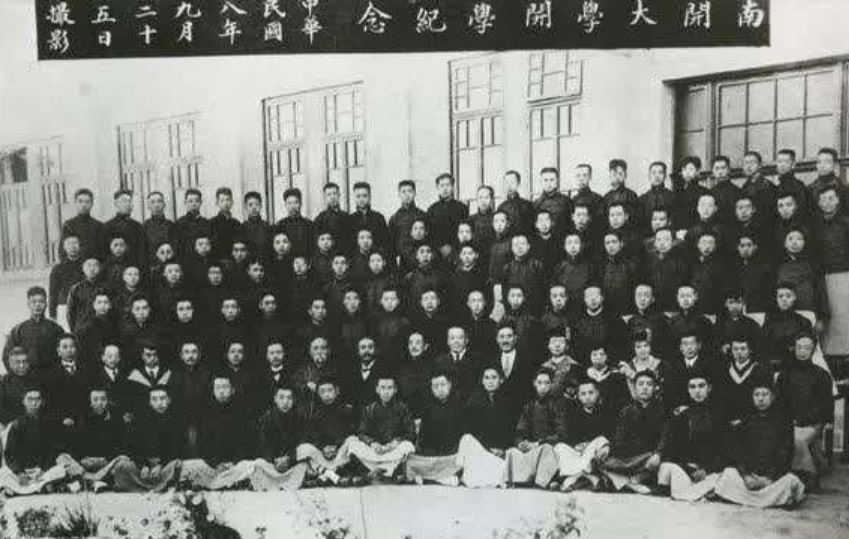 南開大學開學紀念
中華
民國
八年
九月
二十
五日
撮影